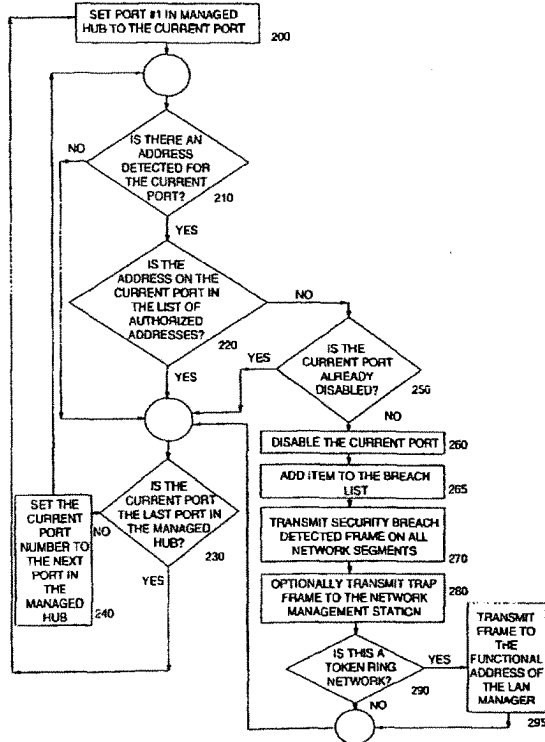 SET PORT #1 IN MANAGED
HUB TO THE CURRENT PORT
200
IS THERE AN
ADDRESS
DETECTED FOR
THE CURRENT
PORT?
210
NO
YES
IS THE
ADDRESS ON THE
CURRENT PORT IN
THE LIST OF
AUTHORIZED
ADDRESSES?
220
NO
YES
IS THE
CURRENT PORT
ALREADY
DISABLED?
250
YES
NO
DISABLE THE CURRENT PORT
260
ADD ITEM TO THE BREACH
LIST
265
TRANSMIT SECURITY BREACH
DETECTED FRAME ON ALL
NETWORK SEGMENTS
270
OPTIONALLY TRANSMIT TRAP
FRAME TO THE NETWORK
MANAGEMENT STATION
280
IS THIS A
TOKEN RING
NETWORK?
290
YES
NO
TRANSMIT
FRAME TO
THE
FUNCTIONAL
ADDRESS OF
THE LAN
MANAGER
295
IS THE
CURRENT PORT
THE LAST PORT IN
THE MANAGED
HUB?
230
NO
YES
SET THE
CURRENT
PORT
NUMBER TO
THE NEXT
PORT IN
THE
MANAGED
HUB
240